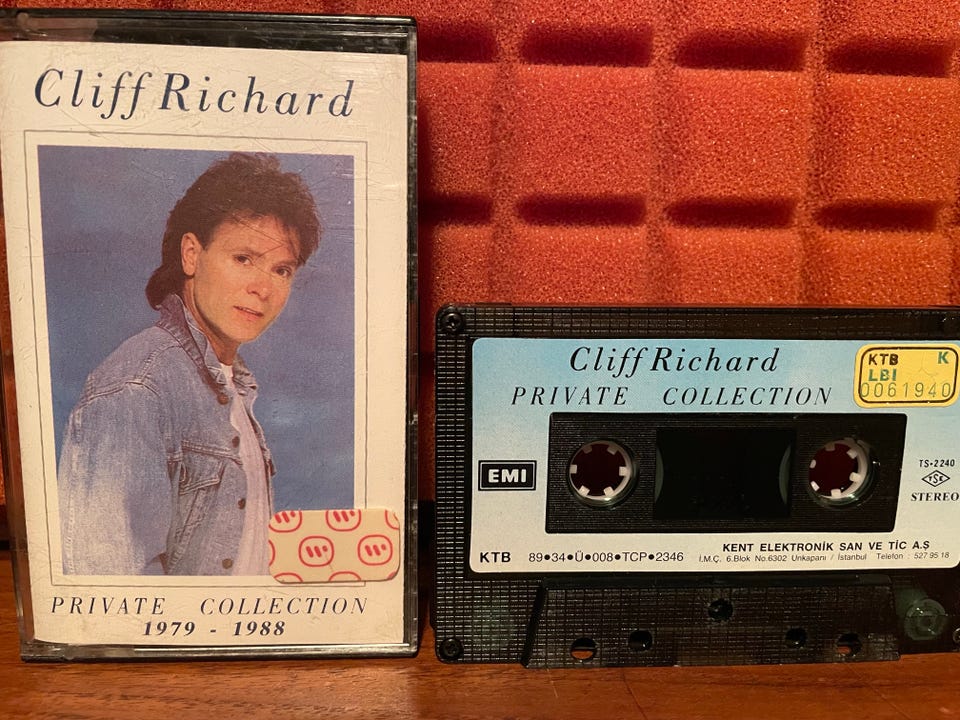 Cliff Richard
PRIVATE COLLECTION
1979 - 1988
Cliff Richard
PRIVATE COLLECTION
KTB K
LBI
0061940
EMI
TS•2240
TSE
STEREO
KTB 89•34•Ü•008•TCP•2346
KENT ELEKTRONİK SAN VE TİC A.Ş
İ.M.Ç. 6.Blok No.6302 Unkapanı / İstanbul Telefon : 527 95 18